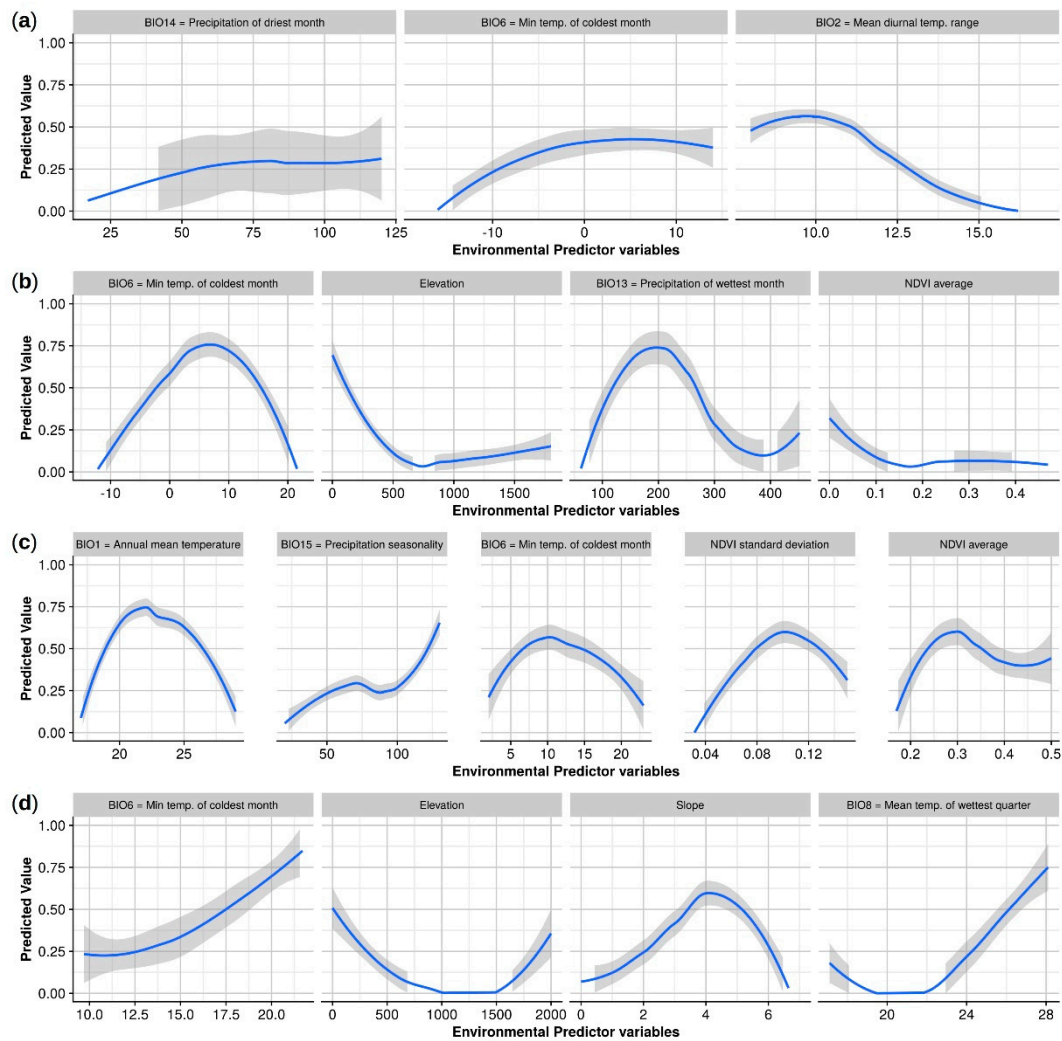 (a)
BIO14 = Precipitation of driest month BIO6 = Min temp. of coldest month BIO2 = Mean diurnal temp. range
Predicted Value
1.00
0.75
0.50
0.25
0.00
25 50 75 100 125 -10 0 10 10.0 12.5 15.0
Environmental Predictor variables
(b)
BIO6 = Min temp. of coldest month Elevation BIO13 = Precipitation of wettest month NDVI average
Predicted Value
1.00
0.75
0.50
0.25
0.00
-10 0 10 20 0 500 1000 1500 100 200 300 400 0.0 0.1 0.2 0.3 0.4
Environmental Predictor variables
(c)
BIO1 = Annual mean temperature BIO15 = Precipitation seasonality BIO6 = Min temp. of coldest month NDVI standard deviation NDVI average
Predicted Value
1.00
0.75
0.50
0.25
0.00
20 25 50 100 5 10 15 20 0.04 0.08 0.12 0.2 0.3 0.4 0.5
Environmental Predictor variables
(d)
BIO6 = Min temp. of coldest month Elevation Slope BIO8 = Mean temp. of wettest quarter
Predicted Value
1.00
0.75
0.50
0.25
0.00
10.0 12.5 15.0 17.5 20.0 0 500 1000 1500 2000 0 2 4 6 20 24 28
Environmental Predictor variables